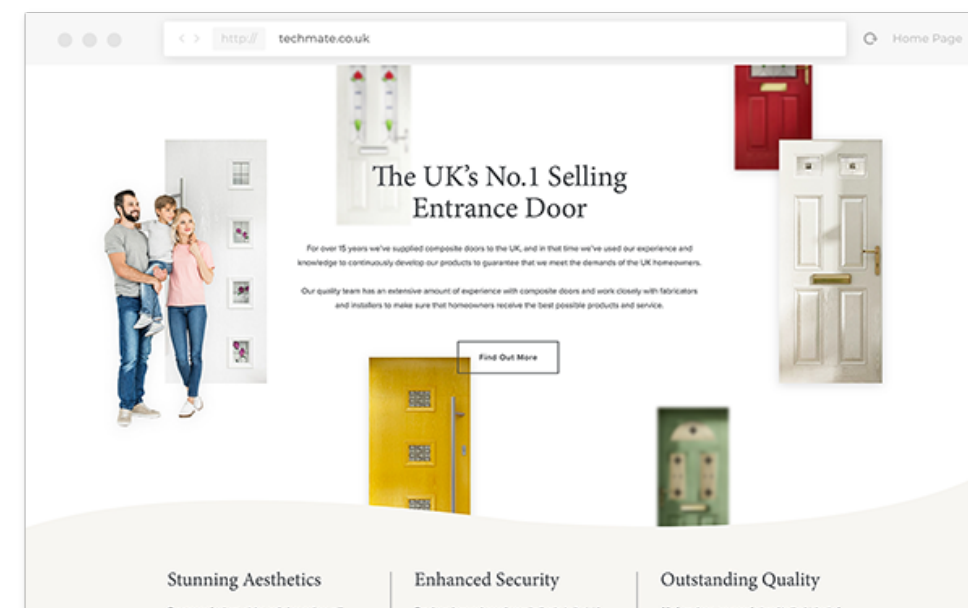 http://
techmate.co.uk
Home Page
The UK's No.1 Selling
Entrance Door
For over 15 years we've supplied composite doors to the UK, and in that time we've used our experience and
knowledge to continuously develop our products to guarantee that we meet the demands of the UK homeowners.
Our quality team has an extensive amount of experience with composite doors and work closely with fabricators
and installers to make sure that homeowners receive the best possible products and service.
Find Out More
Stunning Aesthetics
Enhanced Security
Outstanding Quality